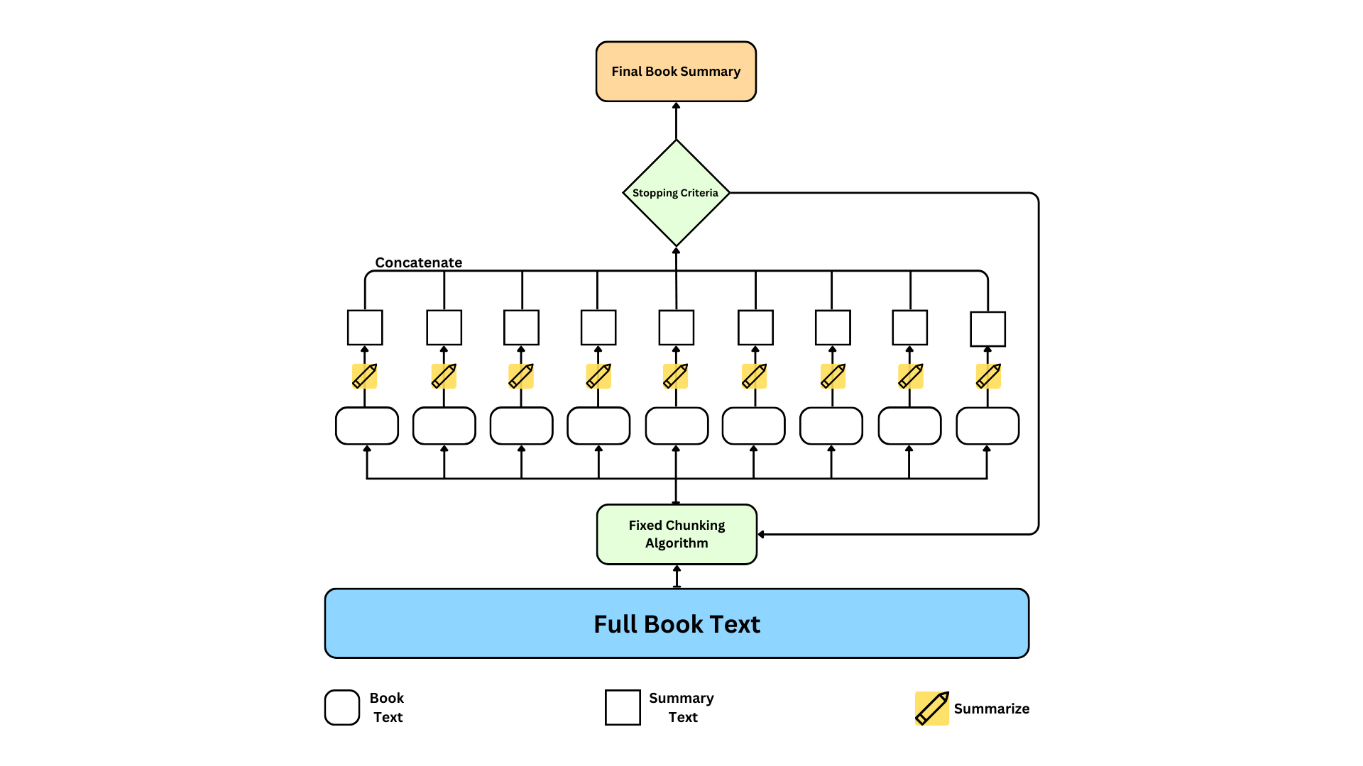 Final Book Summary
Stopping Criteria
Concatenate
Fixed Chunking
Algorithm
Full Book Text
Book
Text
Summary
Text
Summarize